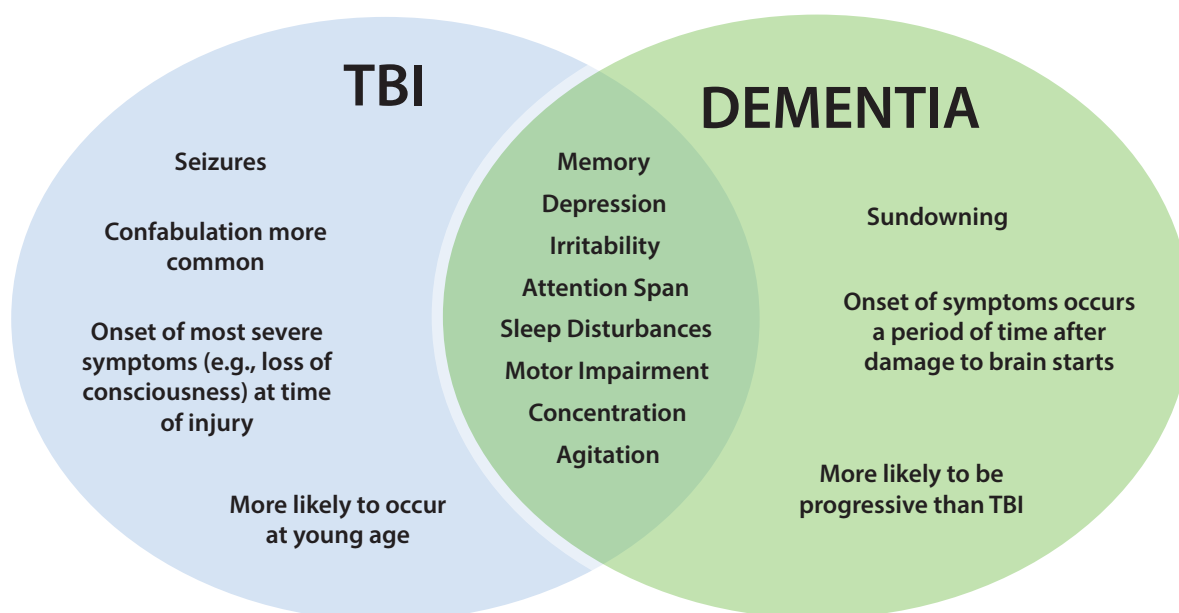 TBI
Seizures
Confabulation more
common
Onset of most severe
symptoms (e.g., loss of
consciousness) at time
of injury
More likely to occur
at young age
Memory
Depression
Irritability
Attention Span
Sleep Disturbances
Motor Impairment
Concentration
Agitation
DEMENTIA
Sundowning
Onset of symptoms occurs
a period of time after
damage to brain starts
More likely to be
progressive than TBI